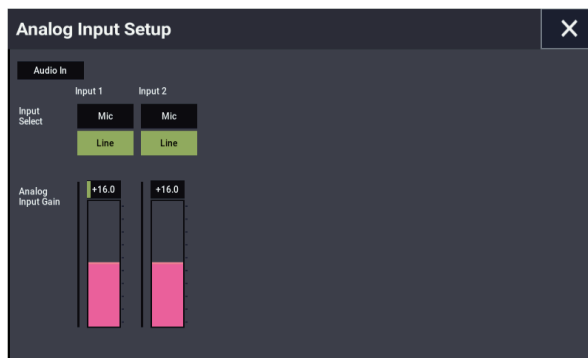 Analog Input Setup
Audio In
Input 1 Input 2
Input
Select
Mic Mic
Line Line
Analog
Input Gain
+16.0 +16.0